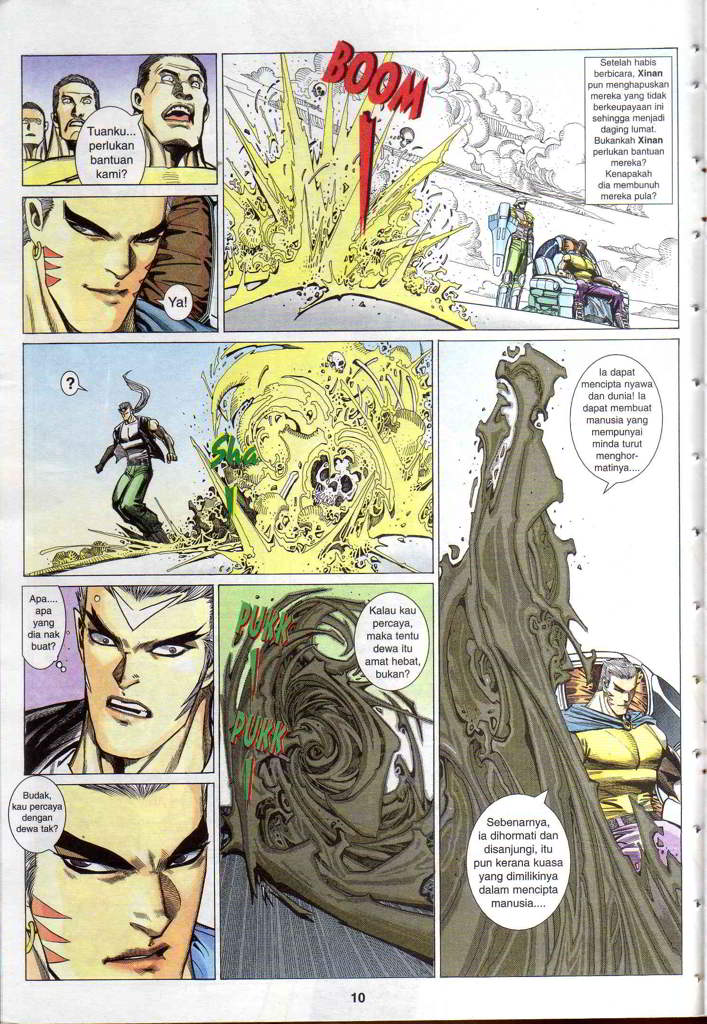 Tuanku...
perlukan
bantuan
kami?
BOOM
Setelah habis
berbicara, Xinan
pun menghapuskan
mereka yang tidak
berkeupayaan ini
sehingga menjadi
daging lumat.
Bukankah Xinan
perlukan bantuan
mereka?
Kenapakah
dia membunuh
mereka pula?
Ya!
?
Sha
Apa....
apa
yang
dia nak
buat?
Budak,
kau percaya
dengan
dewa tak?
PUKK
PUKK
Kalau kau
percaya,
maka tentu
dewa itu
amat hebat,
bukan?
Ia dapat
mencipta nyawa
dan dunia! Ia
dapat membuat
manusia yang
mempunyai
minda turut
menghor-
matinya....
Sebenarnya,
ia dihormati dan
disanjungi, itu
pun kerana kuasa
yang dimilikinya
dalam mencipta
manusia....
10